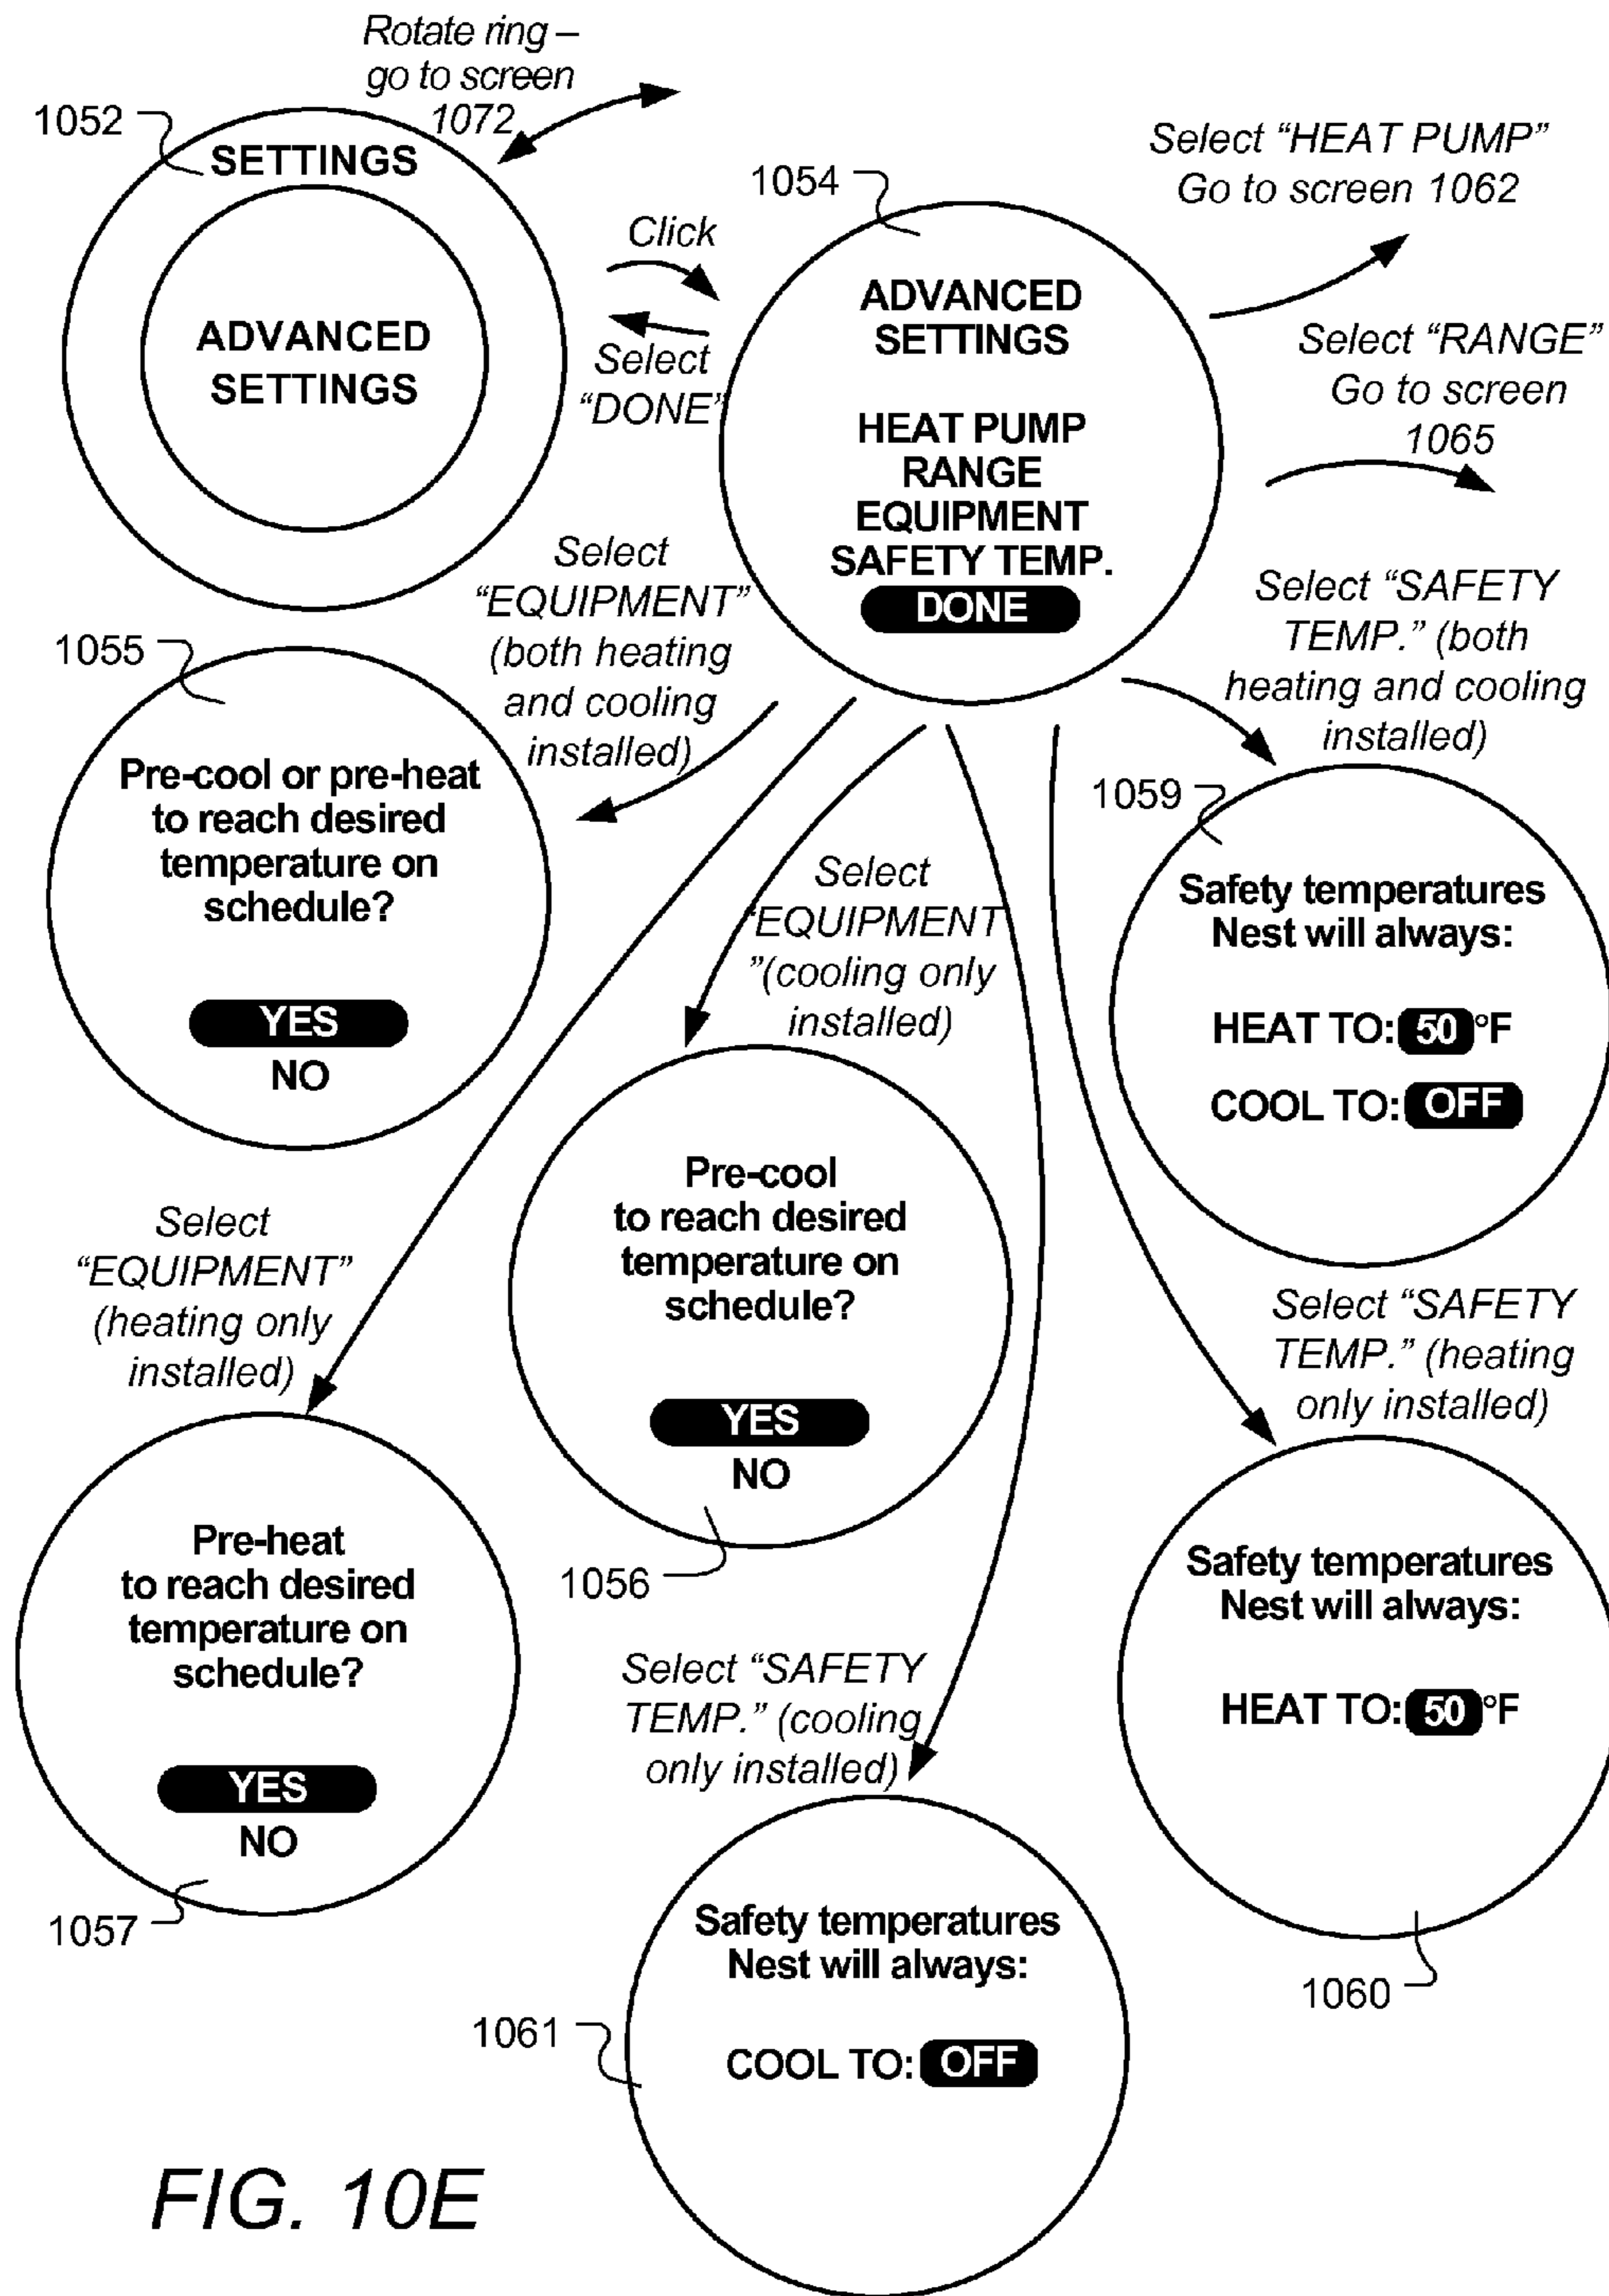 Rotate ring –
go to screen
1072
1052
SETTINGS
ADVANCED
SETTINGS
Click
Select
“DONE”
1054
ADVANCED
SETTINGS
HEAT PUMP
RANGE
EQUIPMENT
SAFETY TEMP.
DONE
Select “HEAT PUMP”
Go to screen 1062
Select “RANGE”
Go to screen
1065
Select
“EQUIPMENT”
(both heating
and cooling
installed)
1055
Pre-cool or pre-heat
to reach desired
temperature on
schedule?
YES
NO
Select “SAFETY
TEMP.” (both
heating and cooling
installed)
1059
Safety temperatures
Nest will always:
HEAT TO: 50 °F
COOL TO: OFF
Select
“EQUIPMENT
”(cooling only
installed)
Pre-cool
to reach desired
temperature on
schedule?
YES
NO
1056
Select
“EQUIPMENT”
(heating only
installed)
Pre-heat
to reach desired
temperature on
schedule?
YES
NO
1057
Select “SAFETY
TEMP.” (heating
only installed)
Safety temperatures
Nest will always:
HEAT TO: 50 °F
1060
Select “SAFETY
TEMP.” (cooling
only installed)
1061
Safety temperatures
Nest will always:
COOL TO: OFF
FIG. 10E